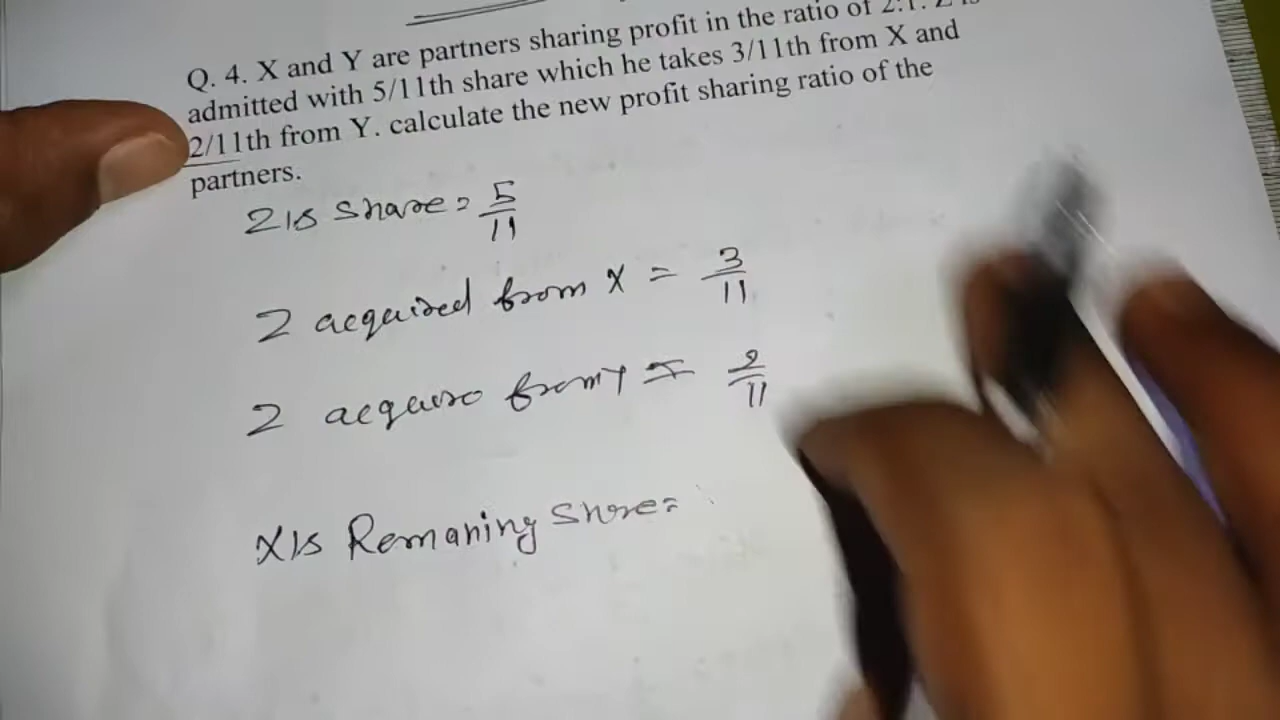 Q. 4. X and Y are partners sharing profit in the ratio of 2:1. Z is
admitted with 5/11th share which he takes 3/11th from X and
2/11th from Y. calculate the new profit sharing ratio of the
partners.
Z's share = 5/11
Z acquired from X = 3/11
Z acquire from Y = 2/11
X's Remaning Share =